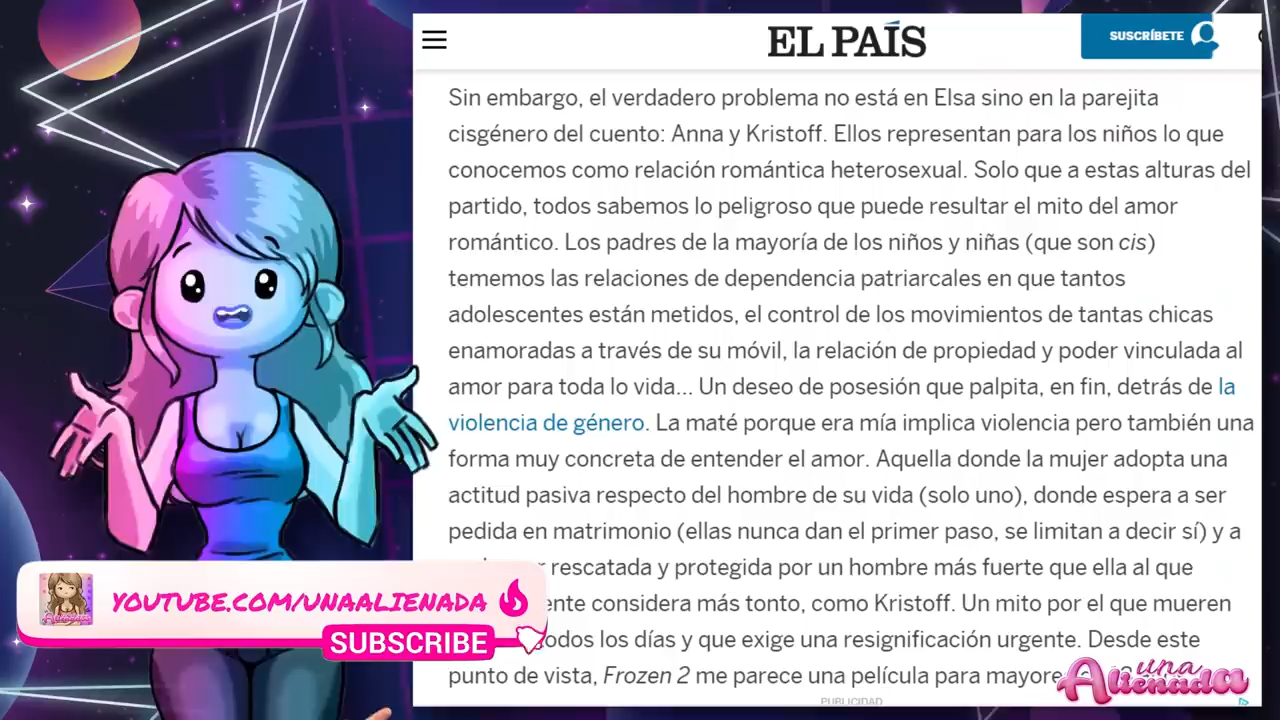 EL PAÍS
SUSCRÍBETE
Sin embargo, el verdadero problema no está en Elsa sino en la parejita
cisgénero del cuento: Anna y Kristoff. Ellos representan para los niños lo que
conocemos como relación romántica heterosexual. Solo que a estas alturas del
partido, todos sabemos lo peligroso que puede resultar el mito del amor
romántico. Los padres de la mayoría de los niños y niñas (que son cis)
tememos las relaciones de dependencia patriarcales en que tantos
adolescentes están metidos, el control de los movimientos de tantas chicas
enamoradas a través de su móvil, la relación de propiedad y poder vinculada al
amor para toda lo vida... Un deseo de posesión que palpita, en fin, detrás de la
violencia de género. La maté porque era mía implica violencia pero también una
forma muy concreta de entender el amor. Aquella donde la mujer adopta una
actitud pasiva respecto del hombre de su vida (solo uno), donde espera a ser
pedida en matrimonio (ellas nunca dan el primer paso, se limitan a decir sí) y a
rescatada y protegida por un hombre más fuerte que ella al que
considera más tonto, como Kristoff. Un mito por el que mueren
los días y que exige una resignificación urgente. Desde este
punto de vista, Frozen 2 me parece una película para
PUBLICIDAD
YOUTUBE.COM/UNAALIENADA
SUBSCRIBE
una
Alienada